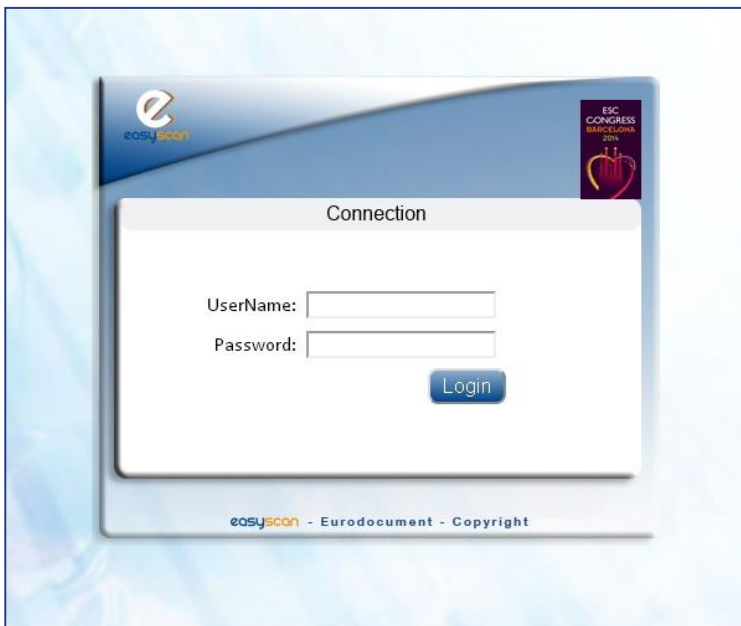 easyscan
ESC
CONGRESS
BARCELONA
2014
Connection
UserName:
Password:
Login
easyscan - Eurodocument - Copyright